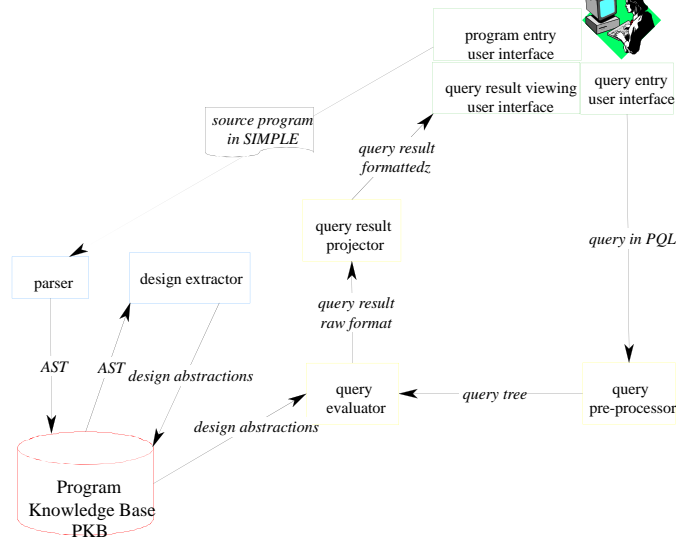 program entry
user interface
query result viewing
user interface
query entry
user interface
source program
in SIMPLE
query result
formattedz
query result
projector
query in PQL
parser
design extractor
query result
raw format
AST
AST
design abstractions
query
evaluator
query tree
query
pre-processor
design abstractions
Program
Knowledge Base
PKB